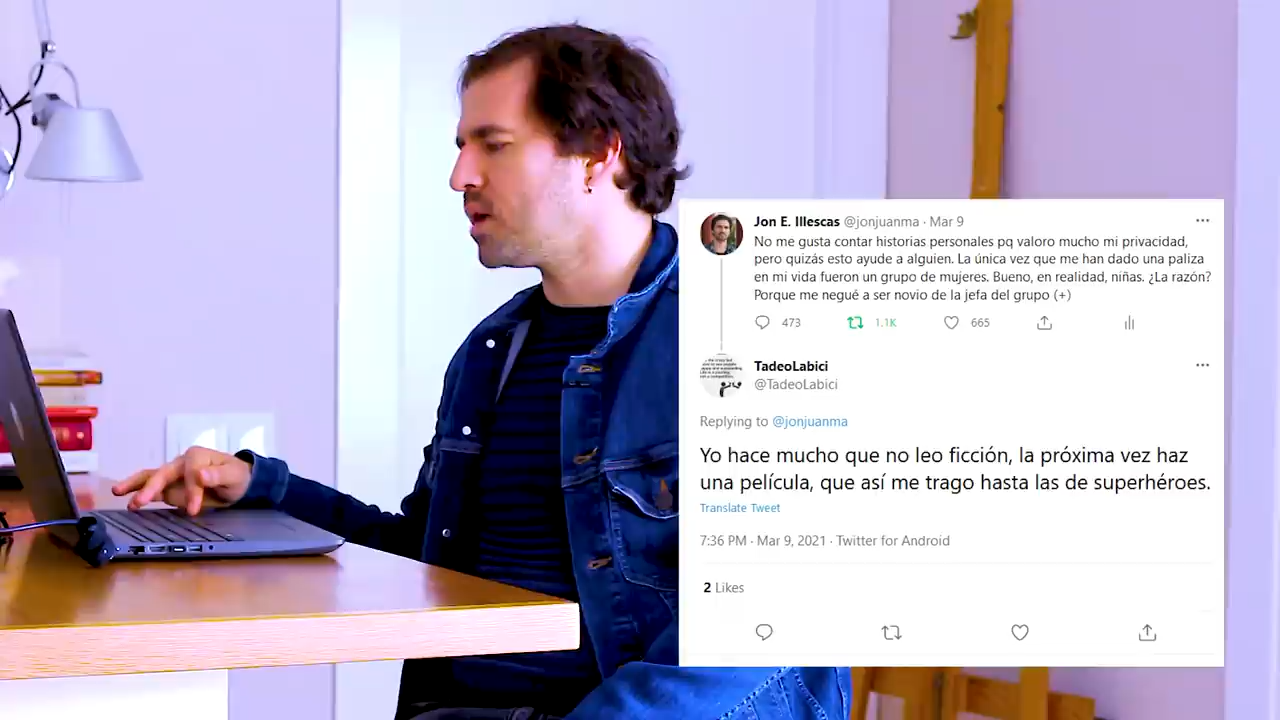 Jon E. Illescas @jonjuanma · Mar 9
No me gusta contar historias personales pq valoro mucho mi privacidad,
pero quizás esto ayude a alguien. La única vez que me han dado una paliza
en mi vida fueron un grupo de mujeres. Bueno, en realidad, niñas. ¿La razón?
Porque me negué a ser novio de la jefa del grupo (+)
473 1.1K 665
TadeoLabici
@TadeoLabici
Replying to @jonjuanma
Yo hace mucho que no leo ficción, la próxima vez haz
una película, que así me trago hasta las de superhéroes.
Translate Tweet
7:36 PM · Mar 9, 2021 · Twitter for Android
2 Likes